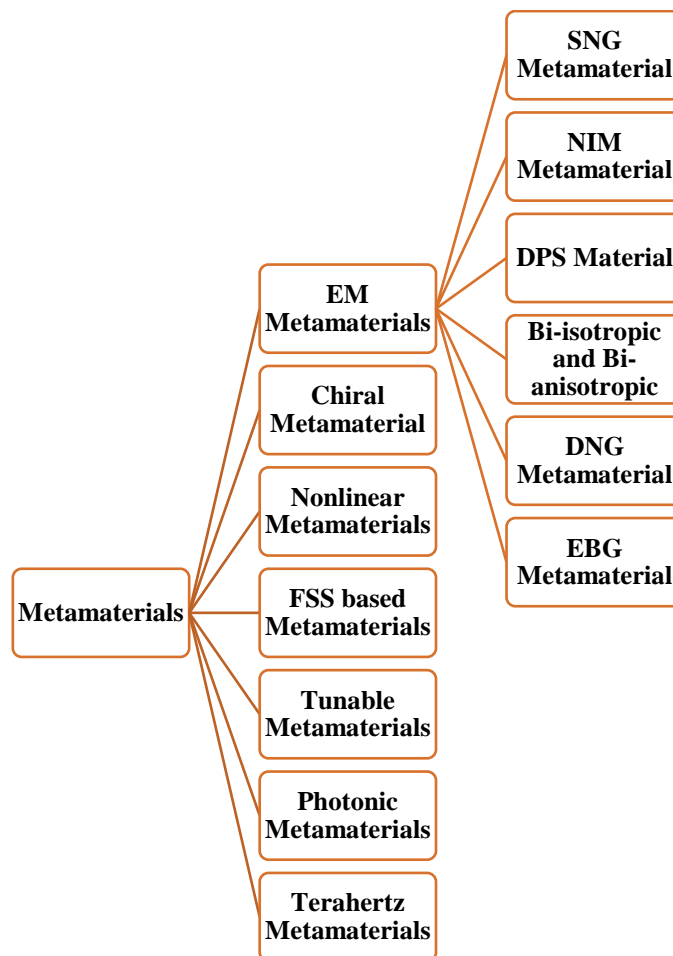 Metamaterials
EM
Metamaterials
Chiral
Metamaterial
Nonlinear
Metamaterials
FSS based
Metamaterials
Tunable
Metamaterials
Photonic
Metamaterials
Terahertz
Metamaterials
SNG
Metamaterial
NIM
Metamaterial
DPS Material
Bi-isotropic
and Bi-
anisotropic
DNG
Metamaterial
EBG
Metamaterial